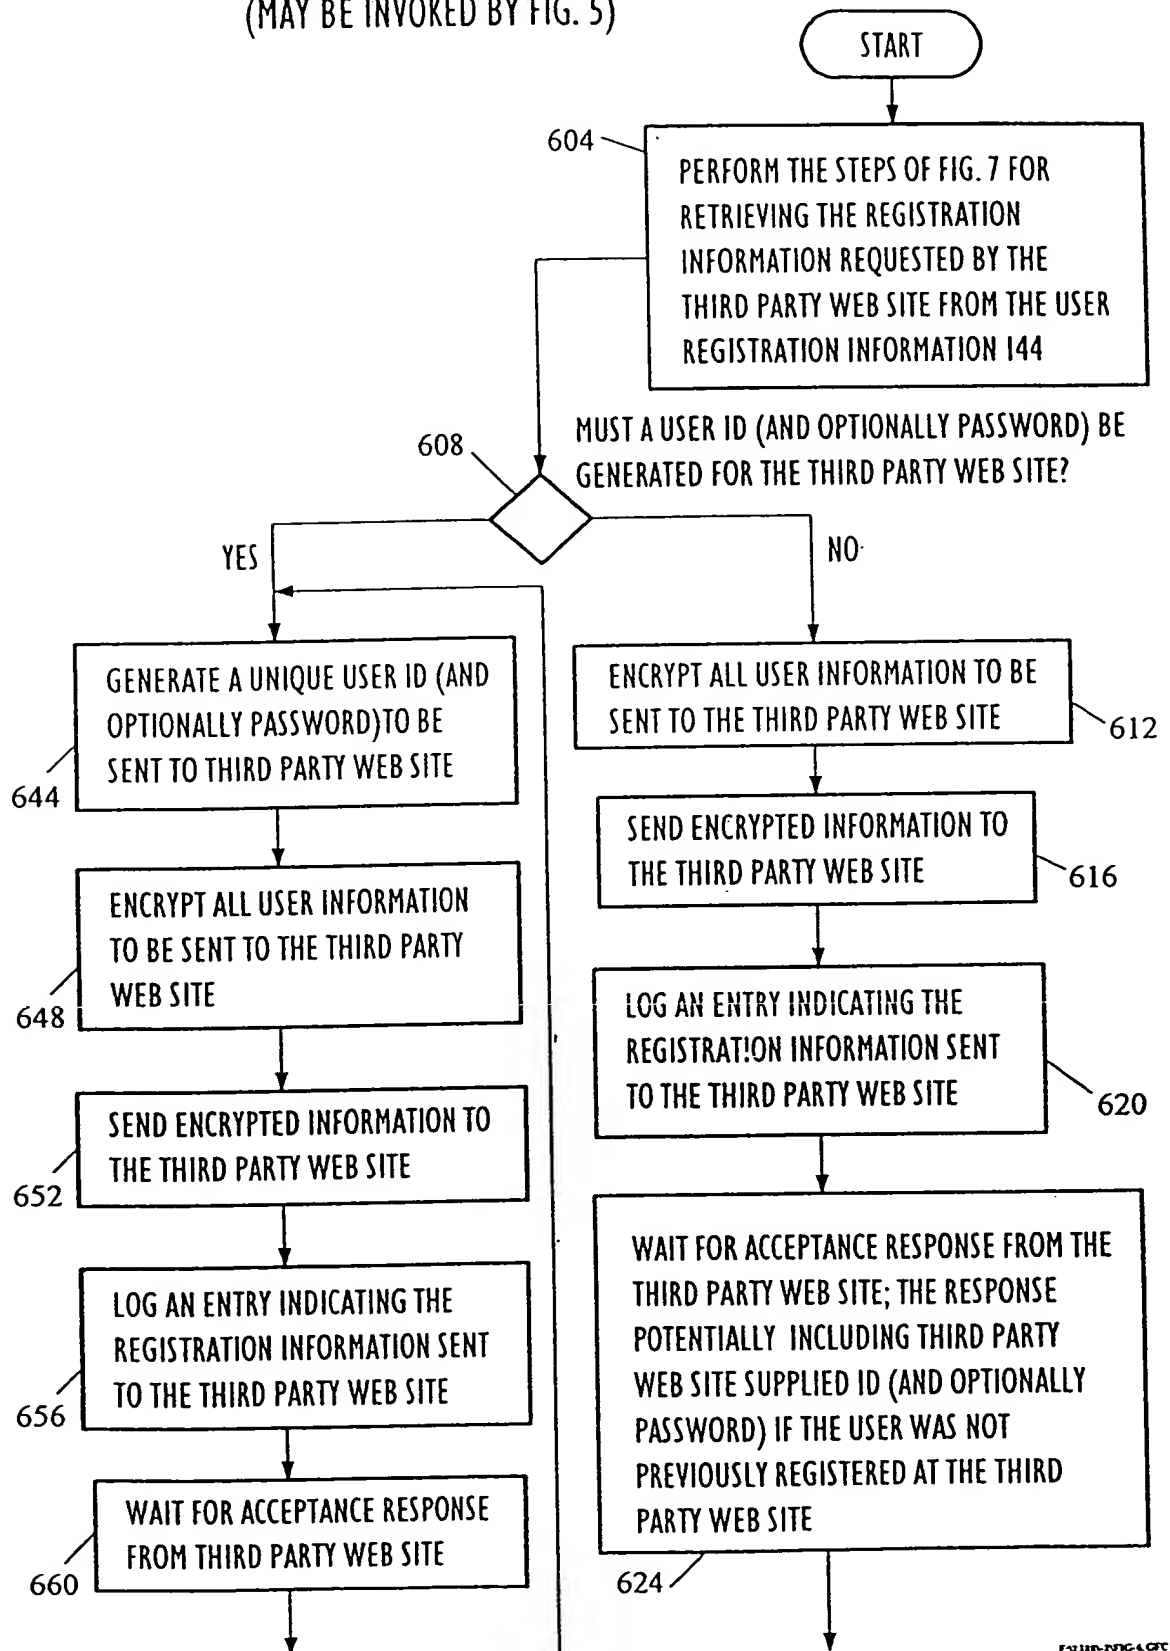 (MAY BE INVOKED BY FIG. 5)
START
604
PERFORM THE STEPS OF FIG. 7 FOR
RETRIEVING THE REGISTRATION
INFORMATION REQUESTED BY THE
THIRD PARTY WEB SITE FROM THE USER
REGISTRATION INFORMATION 144
608
MUST A USER ID (AND OPTIONALLY PASSWORD) BE
GENERATED FOR THE THIRD PARTY WEB SITE?
YES
NO
GENERATE A UNIQUE USER ID (AND
OPTIONALLY PASSWORD)TO BE
SENT TO THIRD PARTY WEB SITE
644
ENCRYPT ALL USER INFORMATION
TO BE SENT TO THE THIRD PARTY
WEB SITE
648
SEND ENCRYPTED INFORMATION TO
THE THIRD PARTY WEB SITE
652
LOG AN ENTRY INDICATING THE
REGISTRATION INFORMATION SENT
TO THE THIRD PARTY WEB SITE
656
WAIT FOR ACCEPTANCE RESPONSE
FROM THIRD PARTY WEB SITE
660
ENCRYPT ALL USER INFORMATION TO BE
SENT TO THE THIRD PARTY WEB SITE
612
SEND ENCRYPTED INFORMATION TO
THE THIRD PARTY WEB SITE
616
LOG AN ENTRY INDICATING THE
REGISTRATION INFORMATION SENT
TO THE THIRD PARTY WEB SITE
620
WAIT FOR ACCEPTANCE RESPONSE FROM THE
THIRD PARTY WEB SITE; THE RESPONSE
POTENTIALLY INCLUDING THIRD PARTY
WEB SITE SUPPLIED ID (AND OPTIONALLY
PASSWORD) IF THE USER WAS NOT
PREVIOUSLY REGISTERED AT THE THIRD
PARTY WEB SITE
624